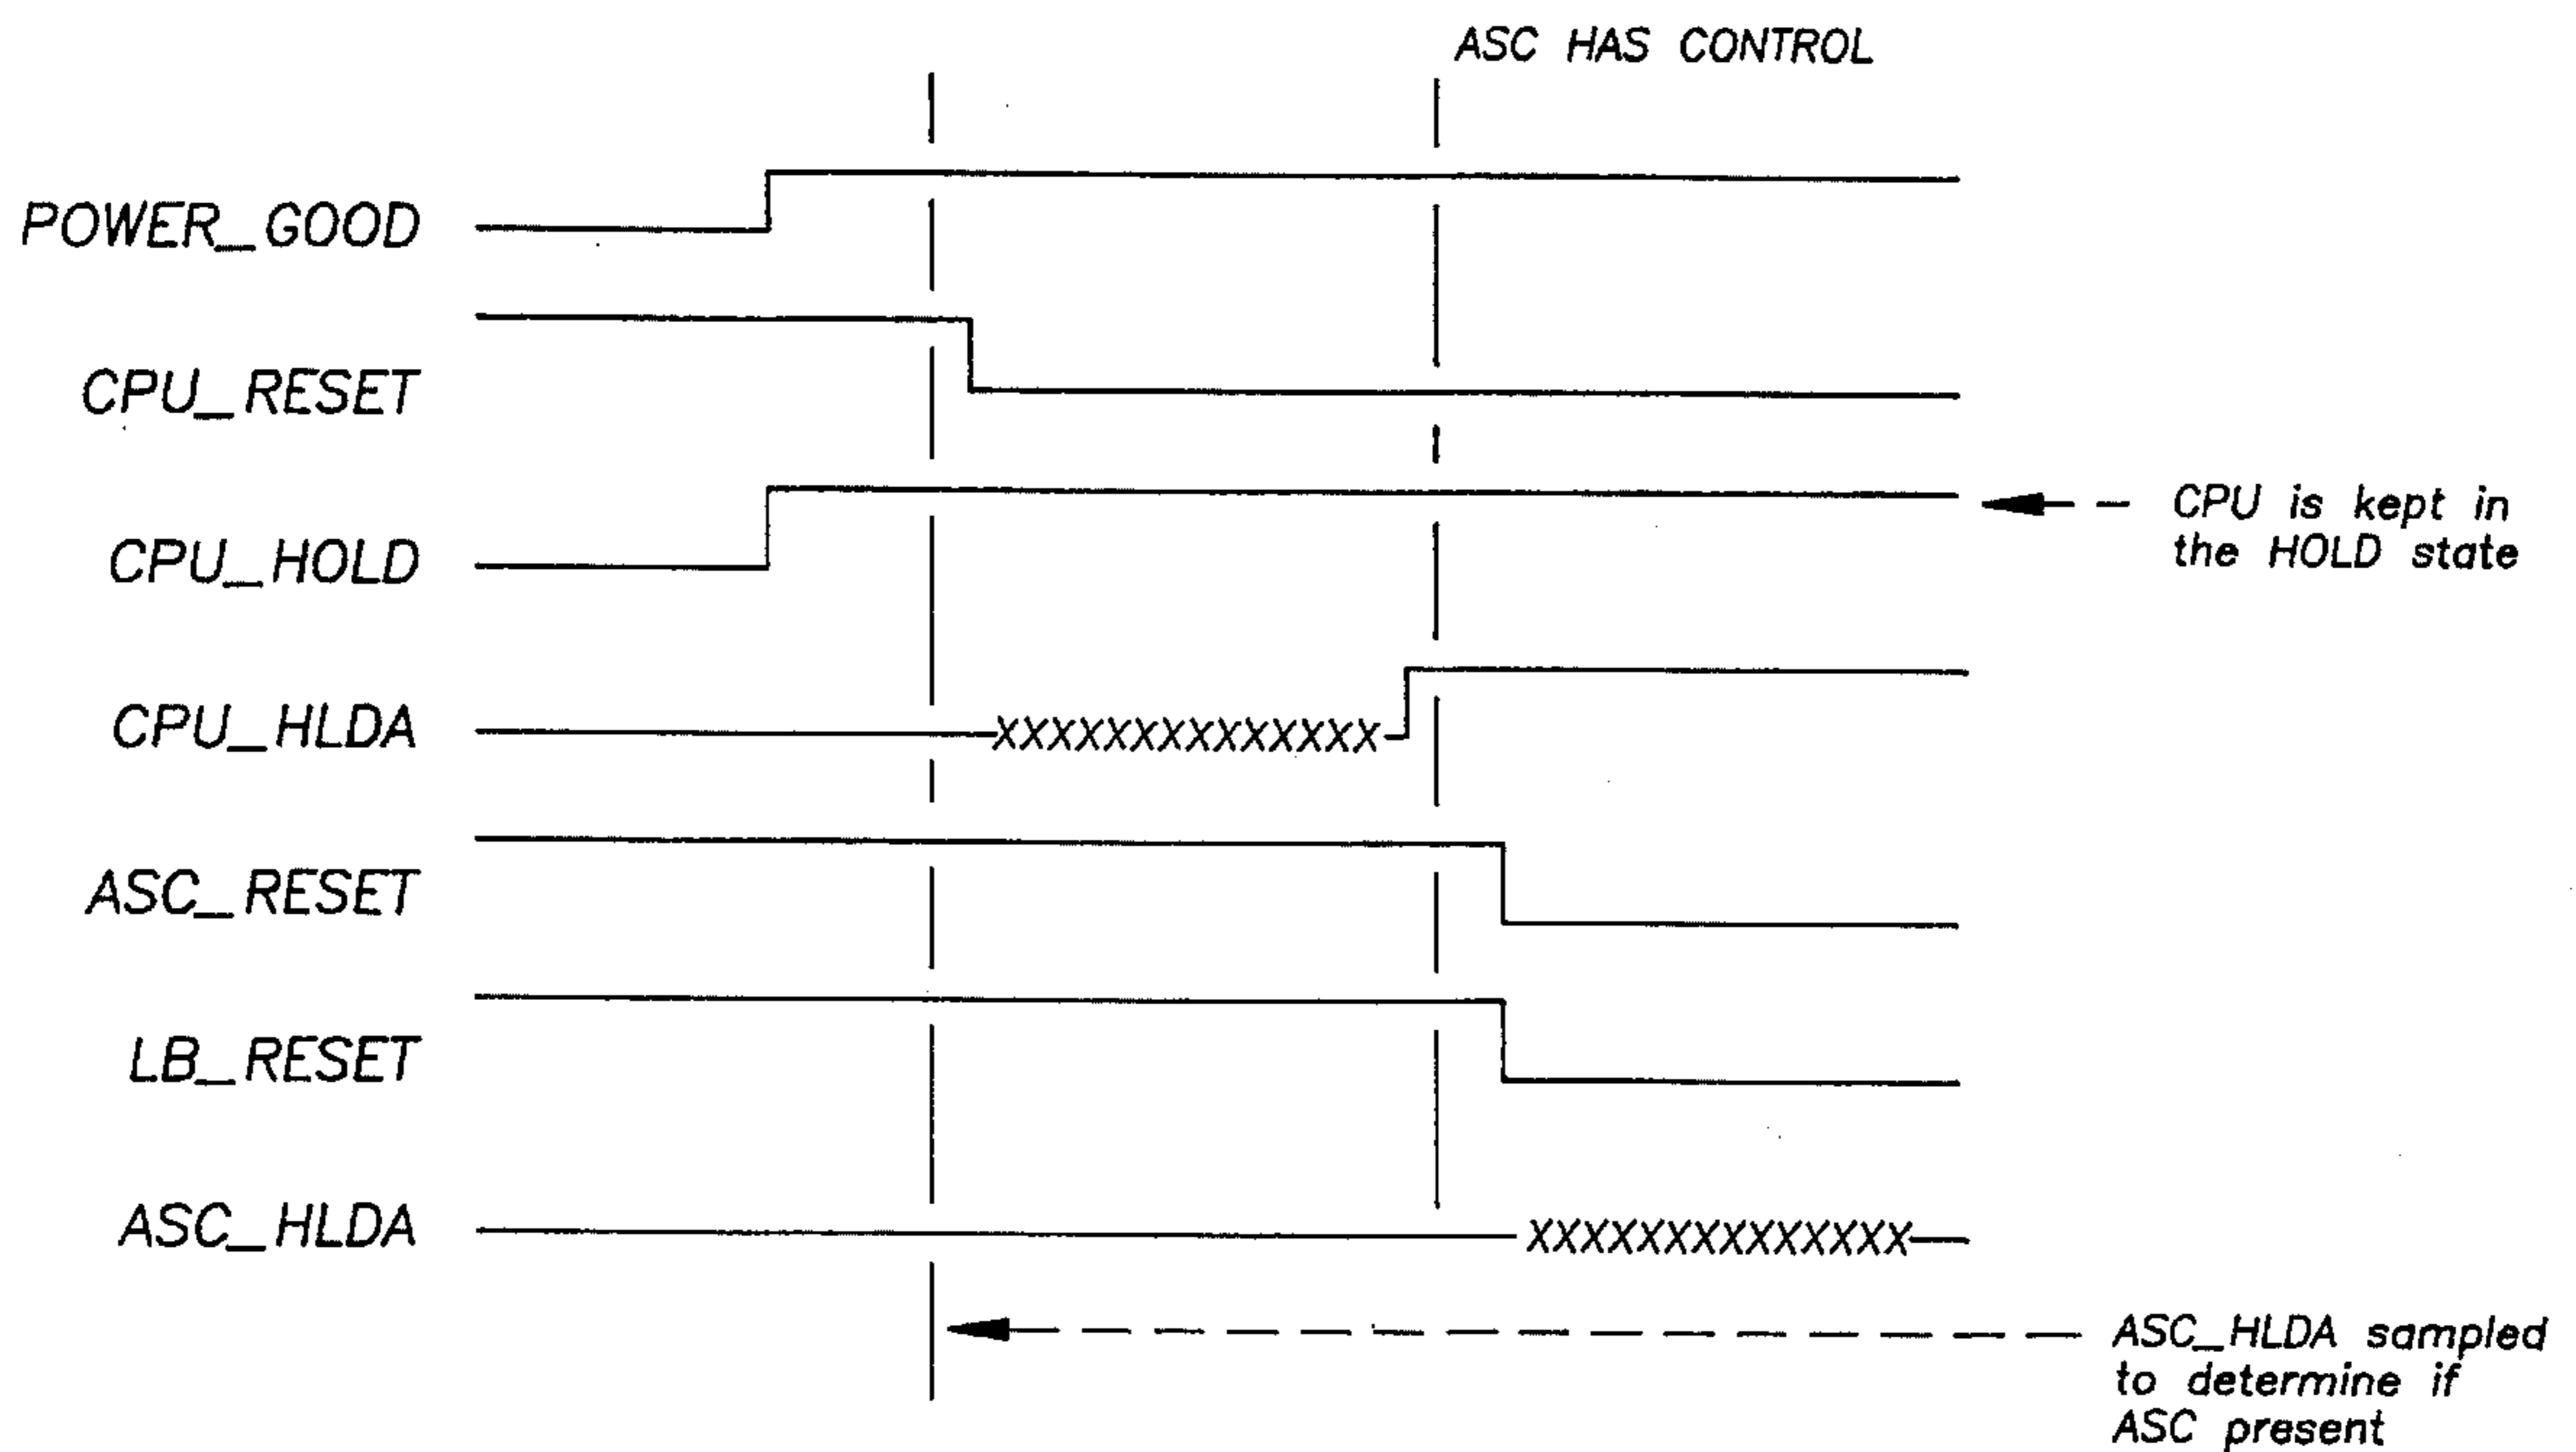 ASC HAS CONTROL
POWER_GOOD
CPU_RESET
CPU_HOLD
CPU is kept in
the HOLD state
CPU_HLDA
XXXXXXXXXXXXXX
ASC_RESET
LB_RESET
ASC_HLDA
XXXXXXXXXXXXXX
ASC_HLDA sampled
to determine if
ASC present